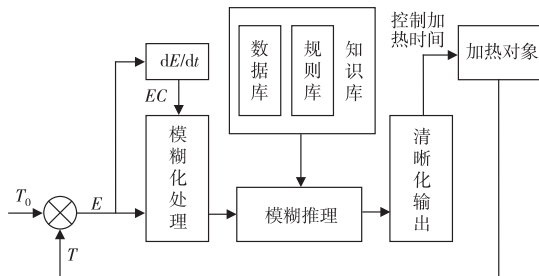 控制加
热时间
加热对象
dE/dt
EC
数据库
规则库
知识库
模糊化处理
清晰化输出
T₀
E
模糊推理
T